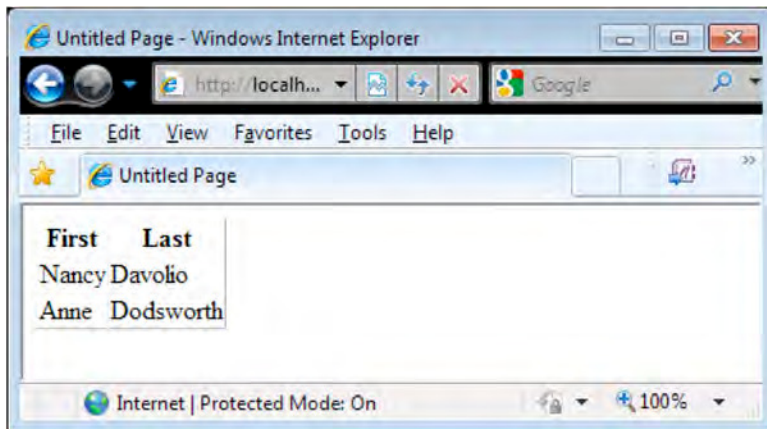 Untitled Page - Windows Internet Explorer
http://localh... Google
File Edit View Favorites Tools Help
Untitled Page »
First Last
Nancy Davolio
Anne Dodsworth
Internet | Protected Mode: On 100%